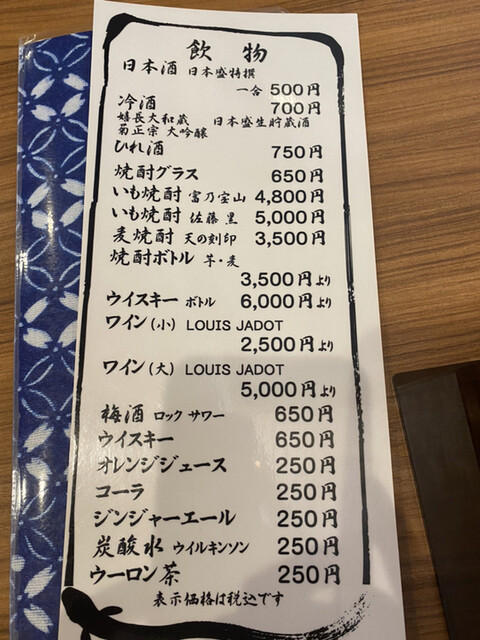 飲物
日本酒 日本盛特撰
一合 500円
冷酒 700円
嬉長大和蔵 日本盛生貯蔵酒
菊正宗 大吟醸
ひれ酒 750円
焼酎グラス 650円
いも焼酎 富乃宝山 4,800円
いも焼酎 佐藤 黒 5,000円
麦焼酎 天の刻印 3,500円
焼酎ボトル 芋・麦
3,500円より
ウイスキー ボトル 6,000円より
ワイン(小) LOUIS JADOT
2,500円より
ワイン(大) LOUIS JADOT
5,000円より
梅酒 ロック サワー 650円
ウイスキー 650円
オレンジジュース 250円
コーラ 250円
ジンジャーエール 250円
炭酸水 ウイルキンソン 250円
ウーロン茶 250円
表示価格は税込です